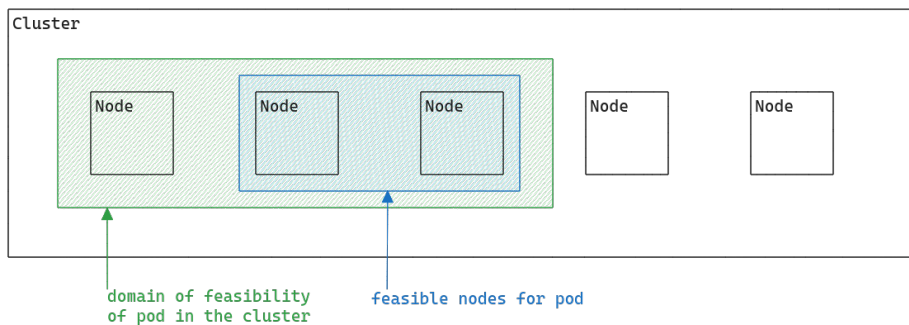 Cluster
Node
Node
Node
Node
Node
domain of feasibility
of pod in the cluster
feasible nodes for pod